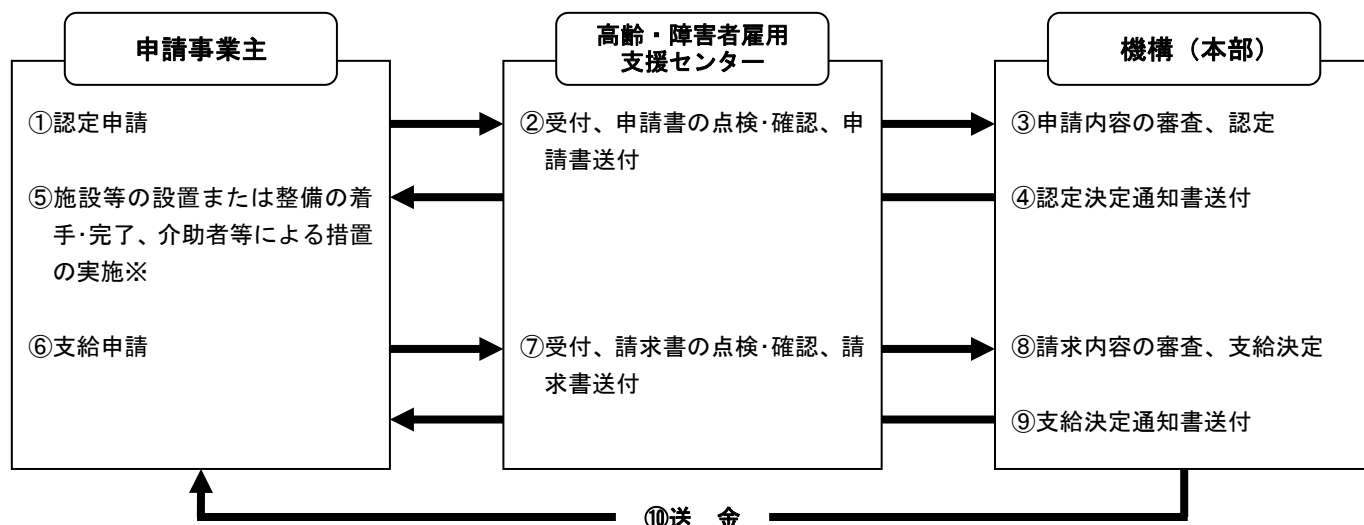 申請事業主
高齢・障害者雇用
支援センター
機構（本部）
①認定申請
②受付、申請書の点検・確認、申
請書送付
③申請内容の審査、認定
⑤施設等の設置または整備の着
手・完了、介助者等による措置
の実施※
④認定決定通知書送付
⑥支給申請
⑦受付、請求書の点検・確認、請
求書送付
⑧請求内容の審査、支給決定
⑨支給決定通知書送付
⑩送　金